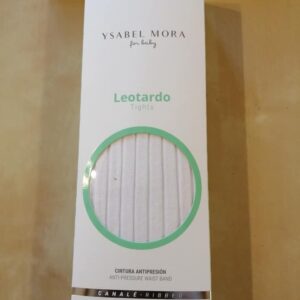 YSABEL MORA
for baby
Leotardo
Tights
CINTURA ANTIPRESIÓN
ANTI-PRESSURE WAIST BAND
CANALÉ · RIBBED